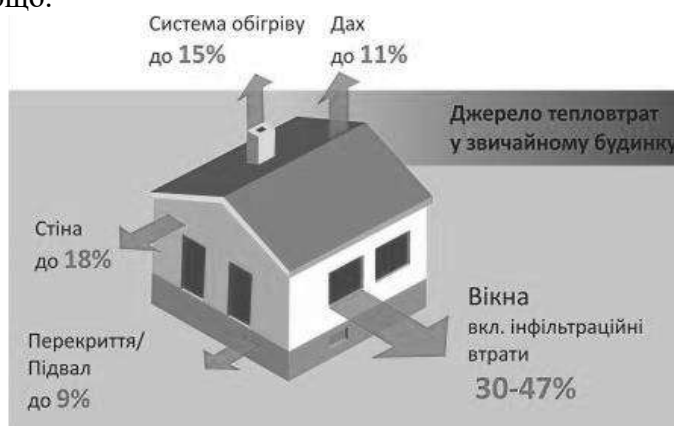 ощо.
Система обігріву
до 15%
Дах
до 11%
Джерело тепловтрат
у звичайному будинку
Стіна
до 18%
Вікна
вкл. інфільтраційні
втрати
30-47%
Перекриття/
Підвал
до 9%